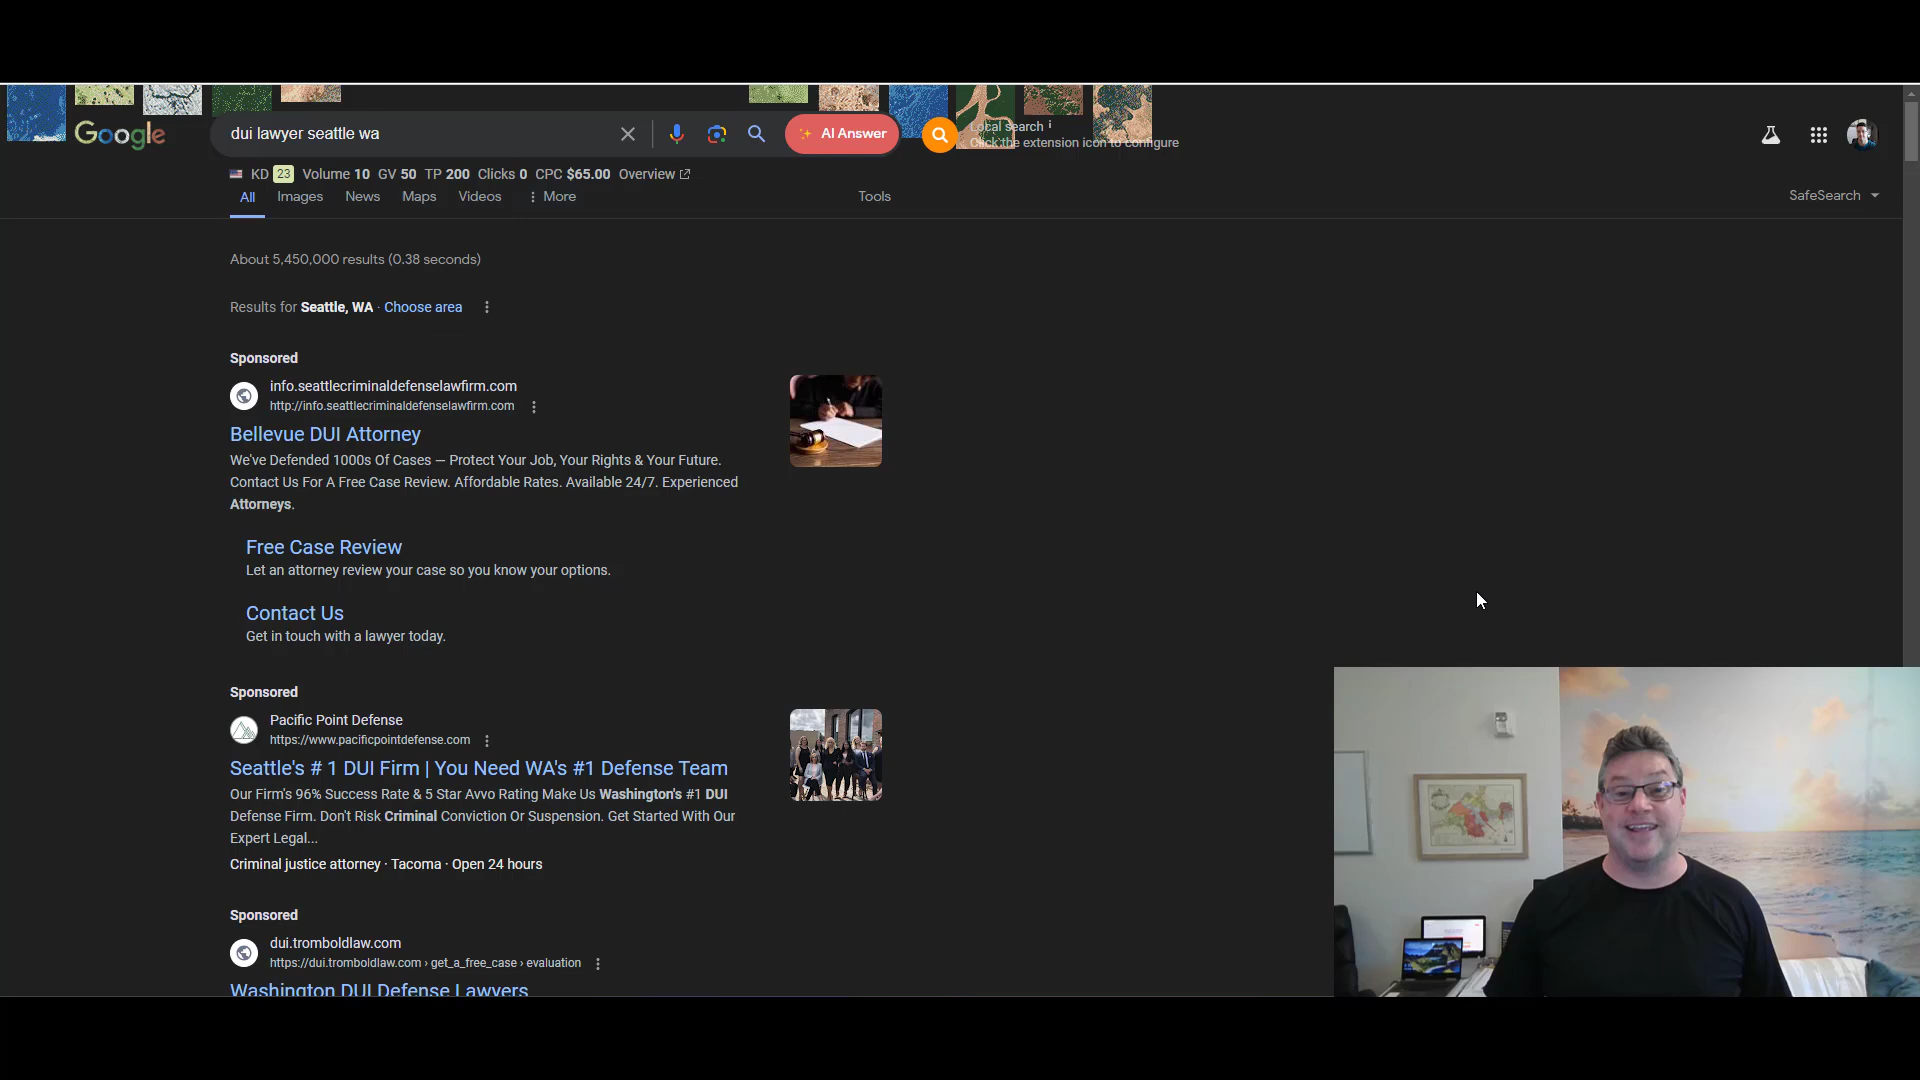 Google
dui lawyer seattle wa
AI Answer
Local search i
Click the extension icon to configure
KD 23 Volume 10 GV 50 TP 200 Clicks 0 CPC $65.00 Overview
All Images News Maps Videos More Tools SafeSearch
About 5,450,000 results (0.38 seconds)
Results for Seattle, WA · Choose area
Sponsored
info.seattlecriminaldefenselawfirm.com
http://info.seattlecriminaldefenselawfirm.com
Bellevue DUI Attorney
We've Defended 1000s Of Cases — Protect Your Job, Your Rights & Your Future.
Contact Us For A Free Case Review. Affordable Rates. Available 24/7. Experienced
Attorneys.
Free Case Review
Let an attorney review your case so you know your options.
Contact Us
Get in touch with a lawyer today.
Sponsored
Pacific Point Defense
https://www.pacificpointdefense.com
Seattle's # 1 DUI Firm | You Need WA's #1 Defense Team
Our Firm's 96% Success Rate & 5 Star Avvo Rating Make Us Washington's #1 DUI
Defense Firm. Don't Risk Criminal Conviction Or Suspension. Get Started With Our
Expert Legal...
Criminal justice attorney · Tacoma · Open 24 hours
Sponsored
dui.tromboldlaw.com
https://dui.tromboldlaw.com › get_a_free_case › evaluation
Washington DUI Defense Lawyers